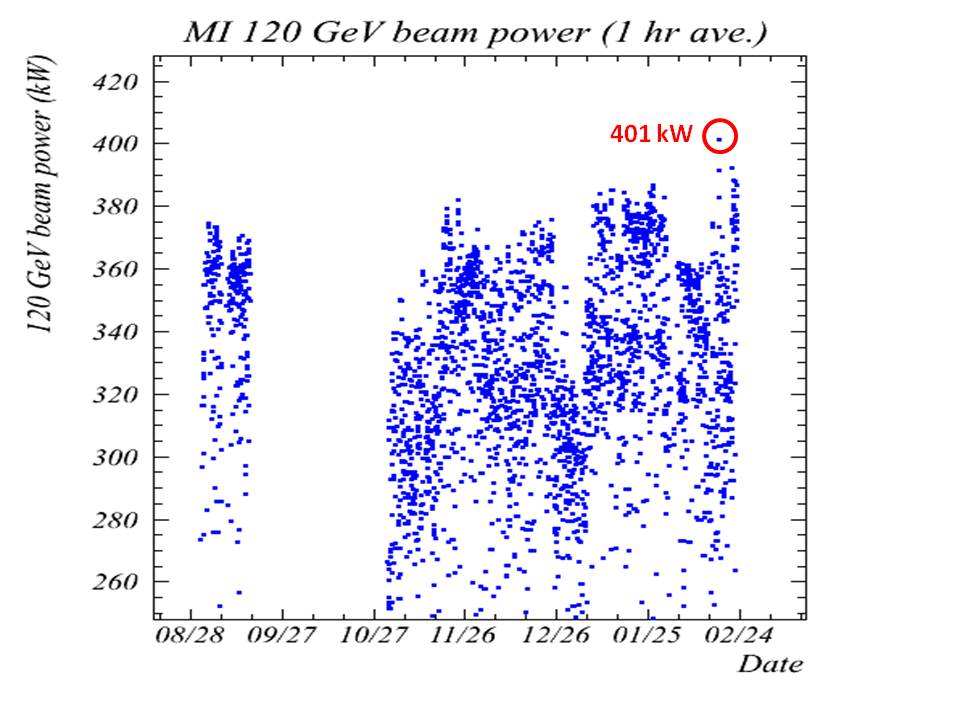 MI 120 GeV beam power (1 hr ave.)
120 GeV beam power (kW)
420
400
380
360
340
320
300
280
260
401 kW
08/28 09/27 10/27 11/26 12/26 01/25 02/24
Date